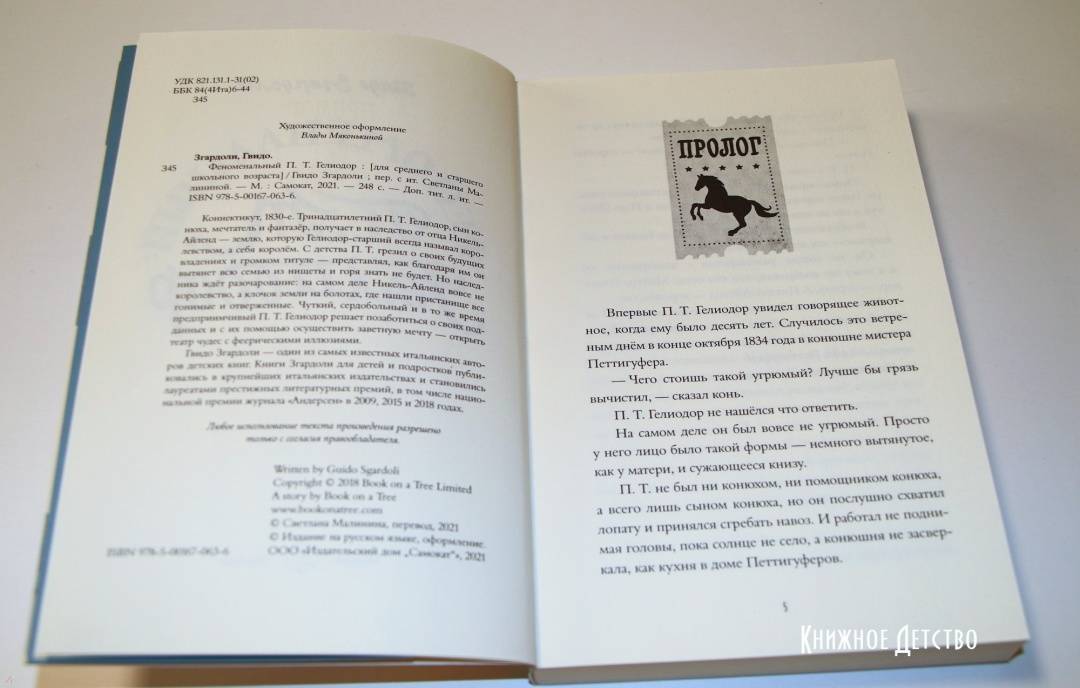 УДК 821.131.1-31(02)
ББК 84(4Ита)6-44
З45
Художественное оформление
Влады Мяконькиной
Згардоли, Гвидо.
З45 Феноменальный П. Т. Гелиодор : [для среднего и старшего
школьного возраста] / Гвидо Згардоли ; пер. с ит. Светланы Ма-
лининой. — М. : Самокат, 2021. — 248 с. — Доп. тит. л. ит. —
ISBN 978-5-00167-063-6.
Коннектикут, 1830-е. Тринадцатилетний П. Т. Гелиодор, сын ко-
нюха, мечтатель и фантазёр, получает в наследство от отца Никель-
Айленд — землю, которую Гелиодор-старший всегда называл коро-
левством, а себя королём. С детства П. Т. грезил о своих будущих
владениях и громком титуле — представлял, как благодаря им он
вытянет всю семью из нищеты и горя знать не будет. Но наслед-
ника ждёт разочарование: на самом деле Никель-Айленд вовсе не
королевство, а клочок земли на болотах, где нашли пристанище все
гонимые и отверженные. Чуткий, сердобольный и в то же время
предприимчивый П. Т. Гелиодор решает позаботиться о своих под-
данных и с их помощью осуществить заветную мечту — открыть
театр чудес с феерическими иллюзиями.
Гвидо Згардоли — один из самых известных итальянских авто-
ров детских книг. Книги Згардоли для детей и подростков публи-
ковались в крупнейших итальянских издательствах и становились
лауреатами престижных литературных премий, в том числе нацио-
нальной премии журнала «Андерсен» в 2009, 2015 и 2018 годах.
Любое использование текста произведения разрешено
только с согласия правообладателя.
Written by Guido Sgardoli
Copyright © 2018 Book on a Tree Limited
A story by Book on a Tree
www.bookonatree.com
© Светлана Малинина, перевод, 2021
© Издание на русском языке, оформление.
ISBN 978-5-00167-063-6 ООО «Издательский дом „Самокат“», 2021
ПРОЛОГ
Впервые П. Т. Гелиодор увидел говорящее живот-
ное, когда ему было десять лет. Случилось это ветре-
ным днём в конце октября 1834 года в конюшне мистера
Петтигуфера.
— Чего стоишь такой угрюмый? Лучше бы грязь
вычистил, — сказал конь.
П. Т. Гелиодор не нашёлся что ответить.
На самом деле он был вовсе не угрюмый. Просто
у него лицо было такой формы — немного вытянутое,
как у матери, и сужающееся книзу.
П. Т. не был ни конюхом, ни помощником конюха,
а всего лишь сыном конюха, но он послушно схватил
лопату и принялся сгребать навоз. И работал не подни-
мая головы, пока солнце не село, а конюшня не засвер-
кала, как кухня в доме Петтигуферов.
5
Книжное Детство